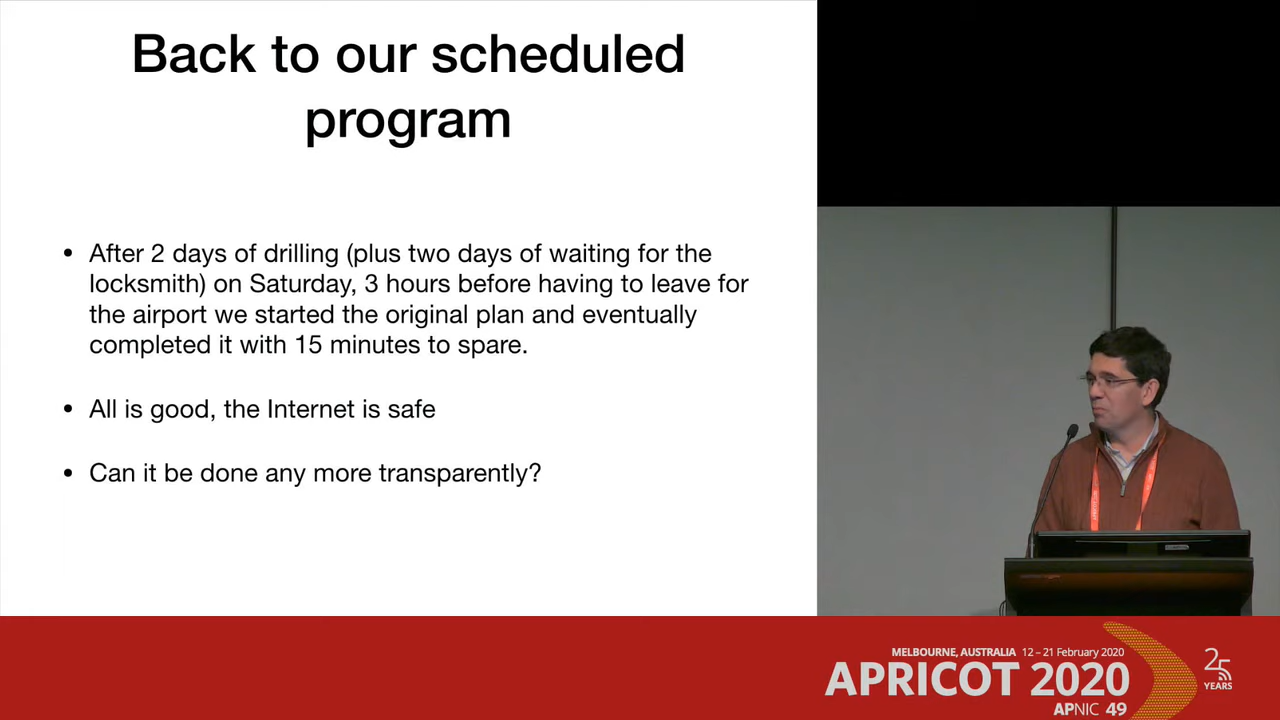 Back to our scheduled
program
• After 2 days of drilling (plus two days of waiting for the
locksmith) on Saturday, 3 hours before having to leave for
the airport we started the original plan and eventually
completed it with 15 minutes to spare.
• All is good, the Internet is safe
• Can it be done any more transparently?
MELBOURNE, AUSTRALIA 12 – 21 February 2020
APRICOT 2020
APNIC 49
25
YEARS